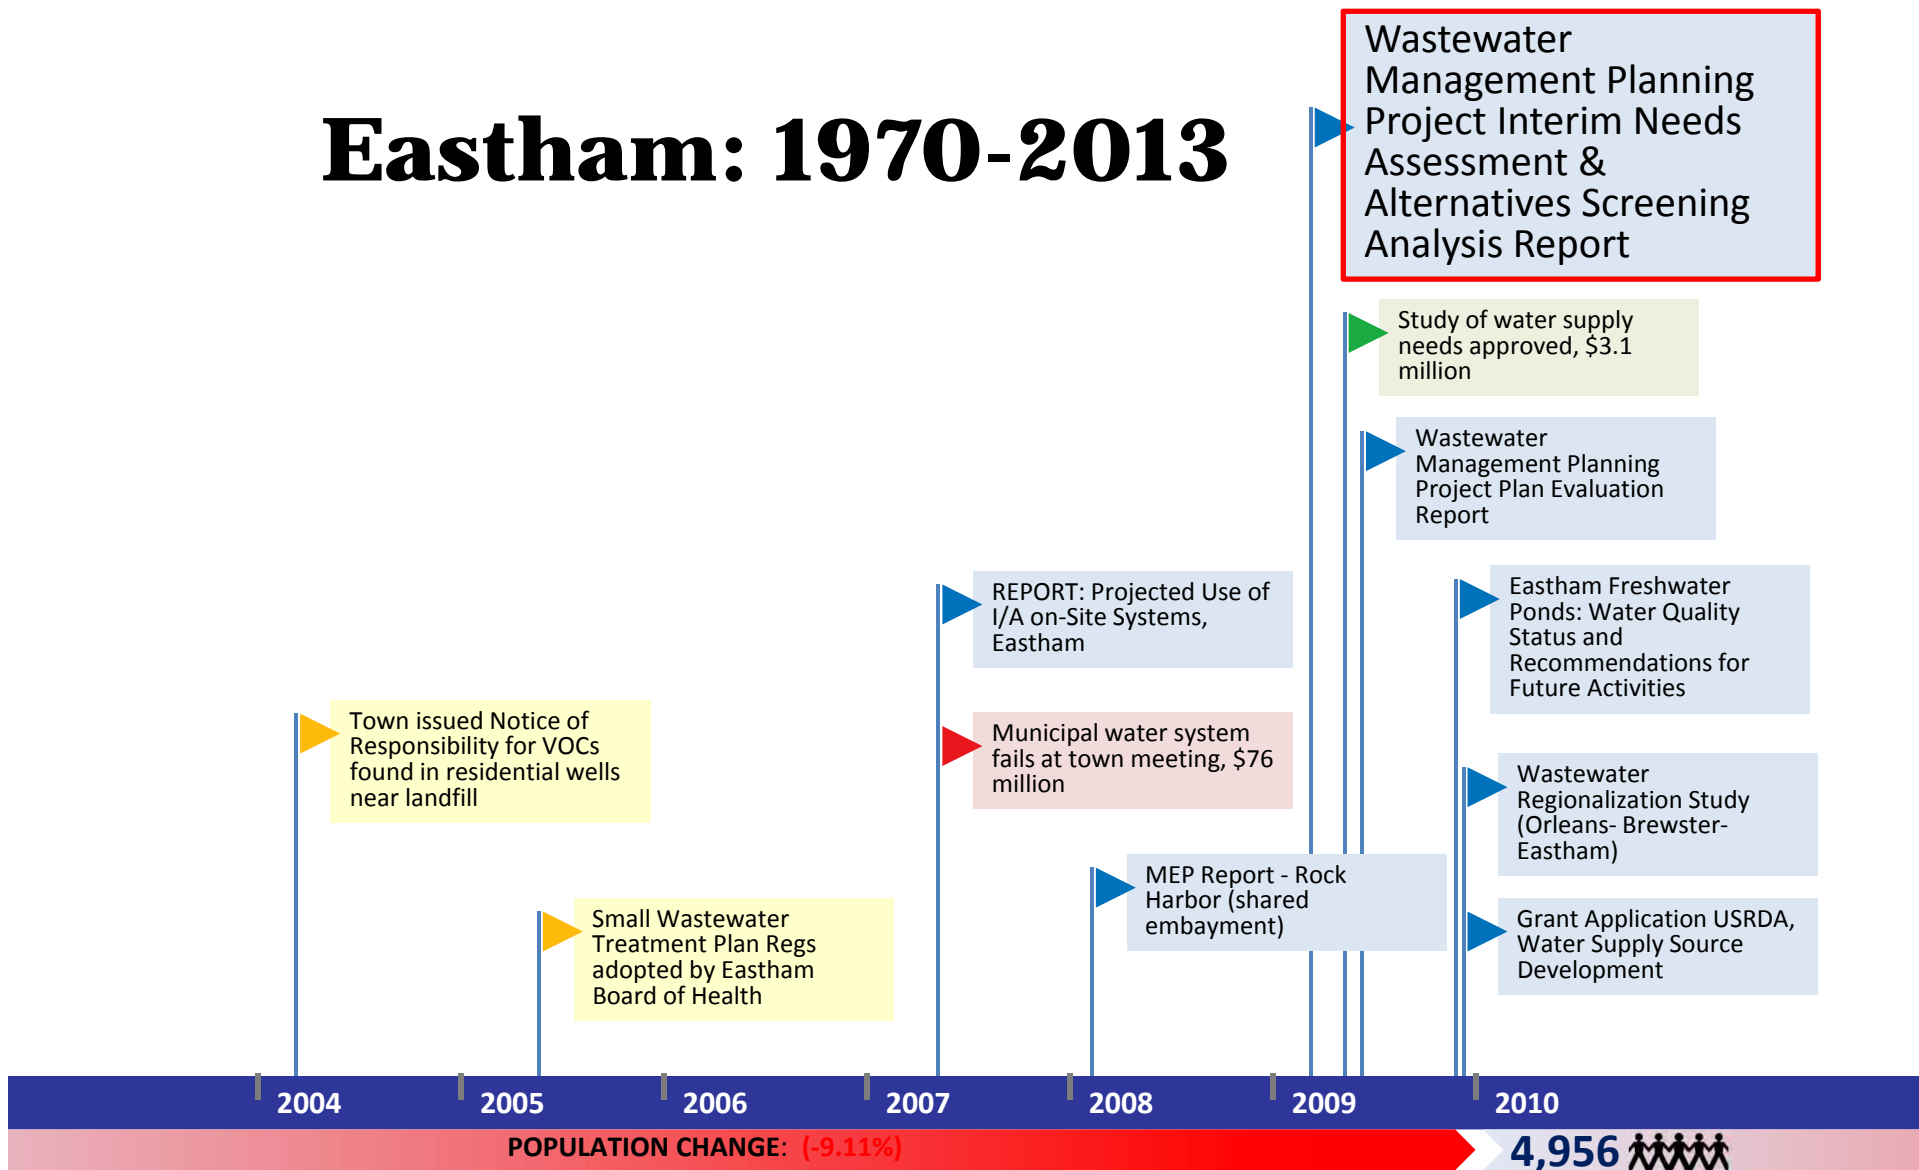 Eastham: 1970-2013
Wastewater
Management Planning
Project Interim Needs
Assessment &
Alternatives Screening
Analysis Report
Study of water supply
needs approved, $3.1
million
Wastewater
Management Planning
Project Plan Evaluation
Report
REPORT: Projected Use of
I/A on-Site Systems,
Eastham
Eastham Freshwater
Ponds: Water Quality
Status and
Recommendations for
Future Activities
Town issued Notice of
Responsibility for VOCs
found in residential wells
near landfill
Municipal water system
fails at town meeting, $76
million
Wastewater
Regionalization Study
(Orleans- Brewster-
Eastham)
MEP Report - Rock
Harbor (shared
embayment)
Small Wastewater
Treatment Plan Regs
adopted by Eastham
Board of Health
Grant Application USRDA,
Water Supply Source
Development
2004 2005 2006 2007 2008 2009 2010
POPULATION CHANGE: (-9.11%) 4,956